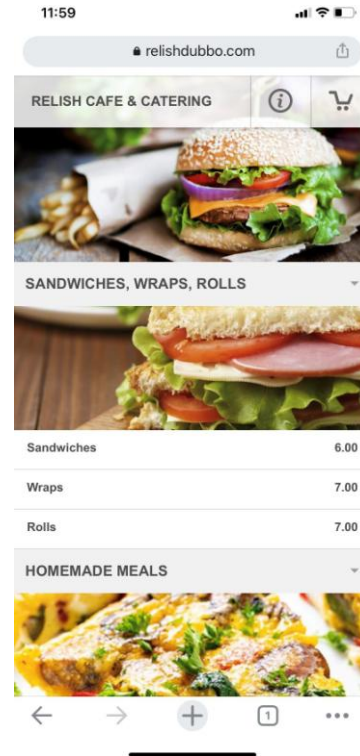 11:59
relishdubbo.com
RELISH CAFE & CATERING
SANDWICHES, WRAPS, ROLLS
Sandwiches 6.00
Wraps 7.00
Rolls 7.00
HOMEMADE MEALS
1